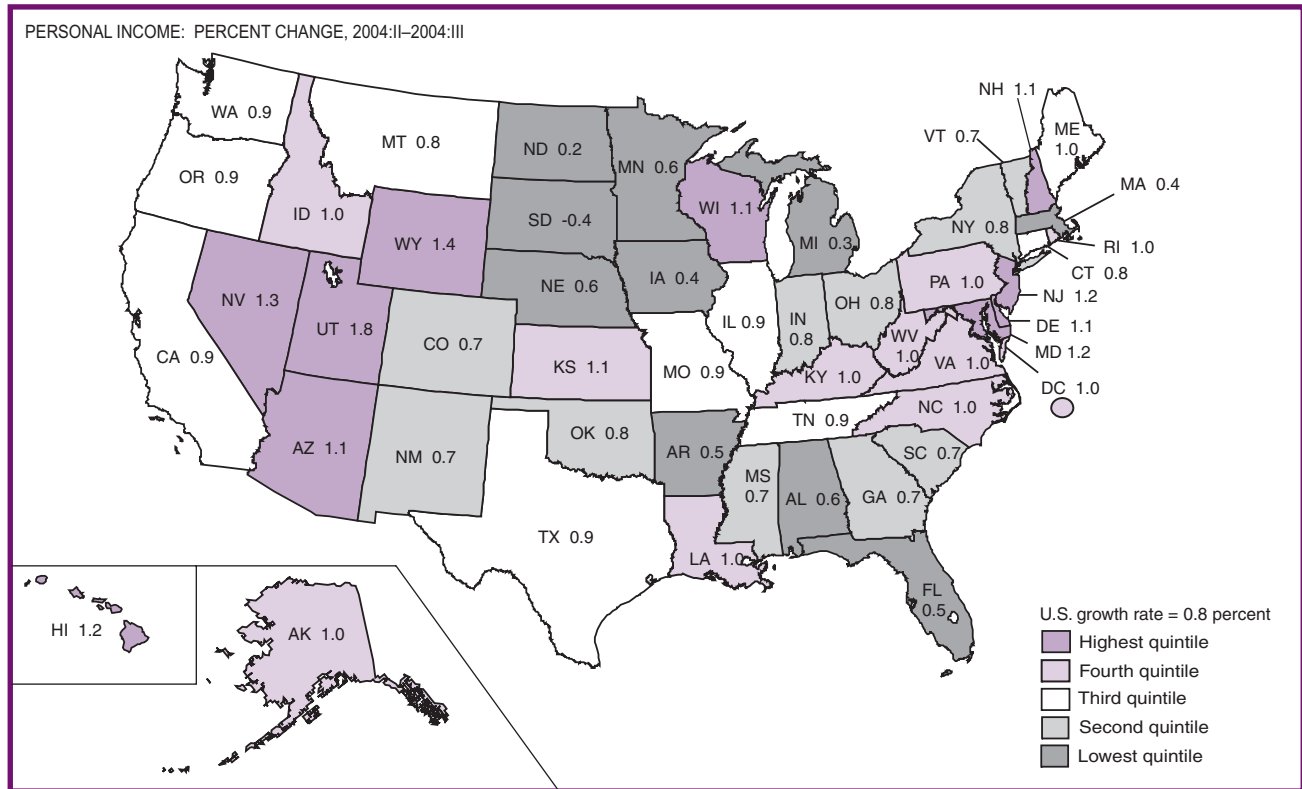 PERSONAL INCOME: PERCENT CHANGE, 2004:II–2004:III
WA 0.9
OR 0.9
CA 0.9
ID 1.0
NV 1.3
MT 0.8
WY 1.4
UT 1.8
AZ 1.1
CO 0.7
NM 0.7
ND 0.2
SD -0.4
NE 0.6
KS 1.1
OK 0.8
TX 0.9
MN 0.6
IA 0.4
MO 0.9
AR 0.5
LA 1.0
WI 1.1
IL 0.9
MI 0.3
IN
0.8
OH 0.8
KY 1.0
TN 0.9
MS
0.7
AL 0.6
GA 0.7
FL
0.5
SC 0.7
NC 1.0
VA 1.0
WV
1.0
PA 1.0
NY 0.8
VT 0.7
NH 1.1
ME
1.0
MA 0.4
RI 1.0
CT 0.8
NJ 1.2
DE 1.1
MD 1.2
DC 1.0
HI 1.2
AK 1.0
U.S. growth rate = 0.8 percent
Highest quintile
Fourth quintile
Third quintile
Second quintile
Lowest quintile